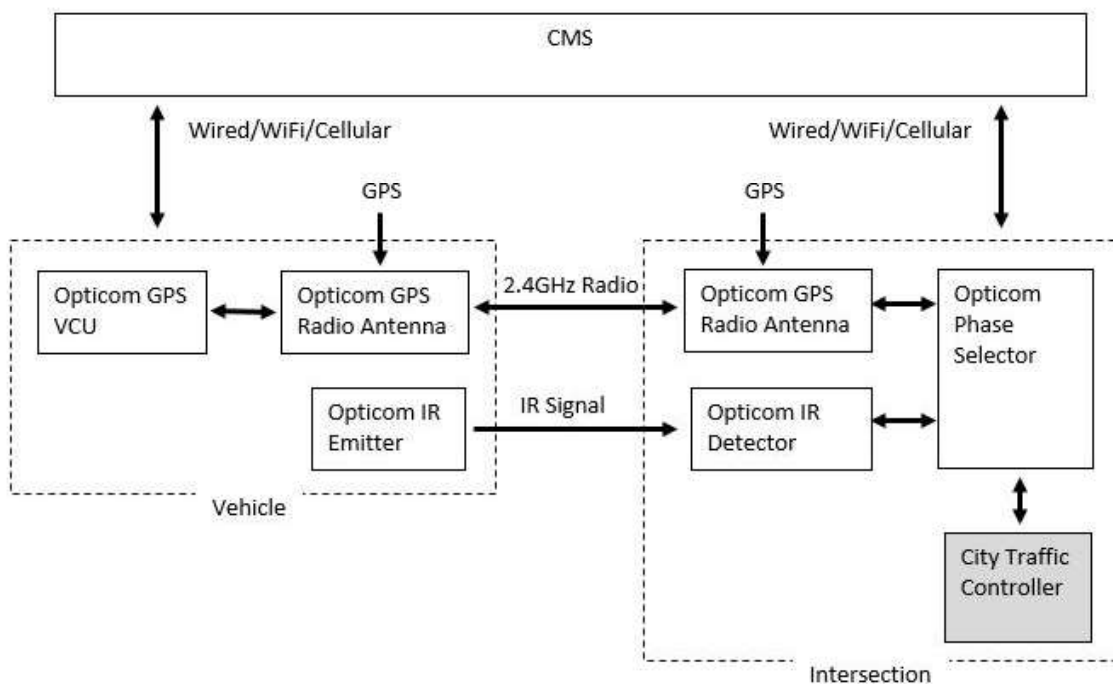 CMS
Wired/WiFi/Cellular
Wired/WiFi/Cellular
GPS
GPS
Opticom GPS
VCU
Opticom GPS
Radio Antenna
2.4GHz Radio
Opticom GPS
Radio Antenna
Opticom
Phase
Selector
Opticom IR
Emitter
IR Signal
Opticom IR
Detector
Vehicle
City Traffic
Controller
Intersection